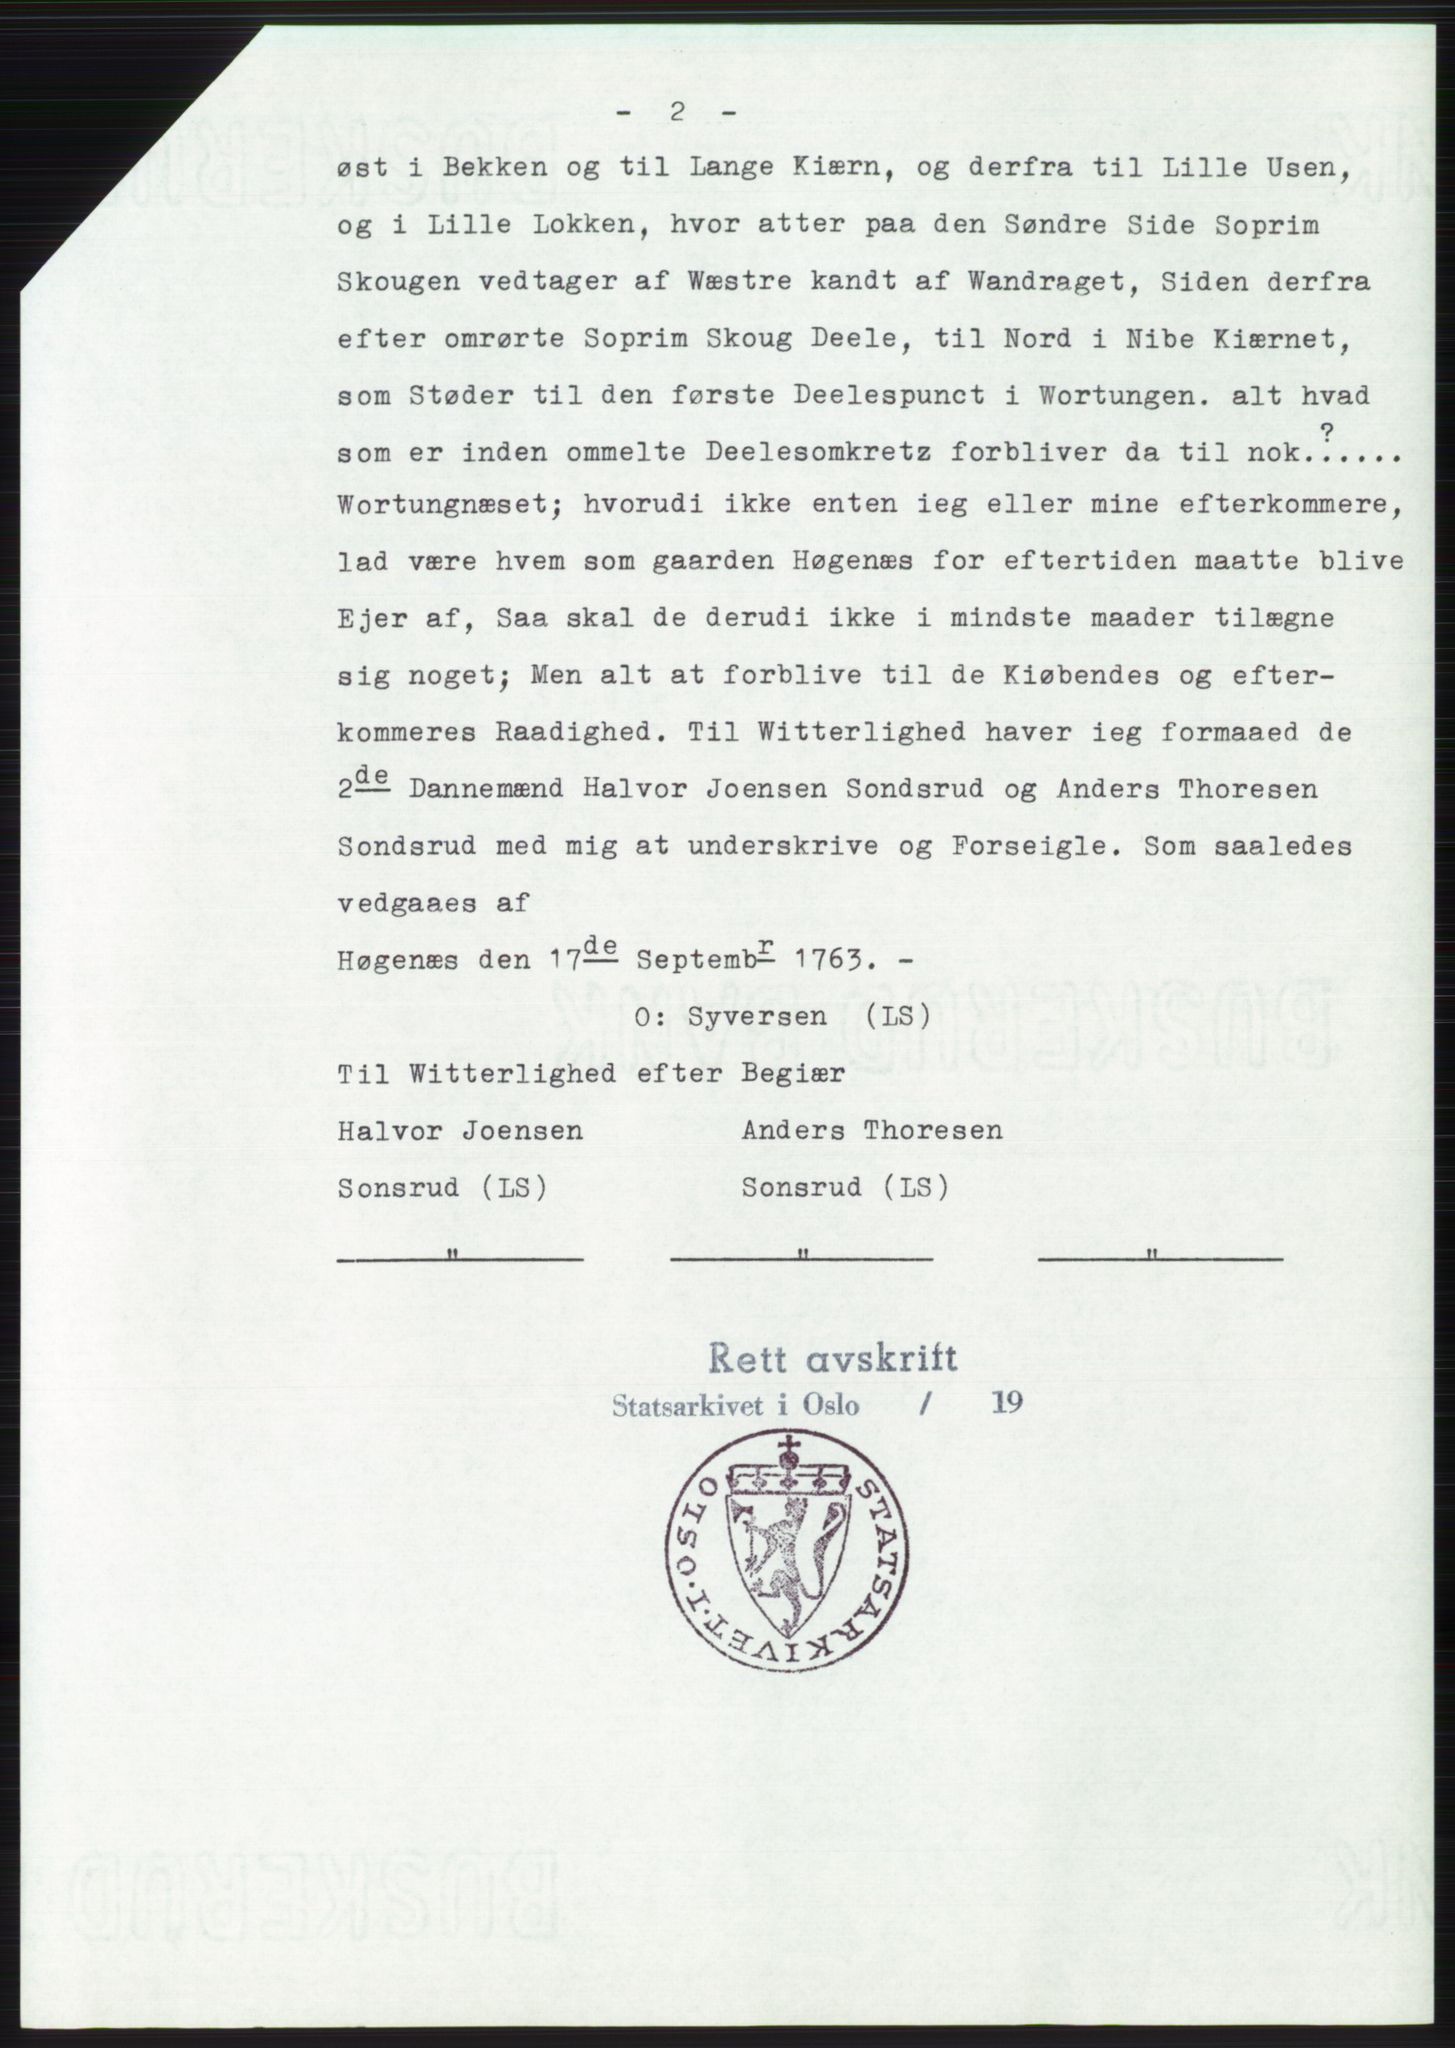 - 2 -
øst i Bekken og til Lange Kiærn, og derfra til Lille Usen,
og i Lille Lokken, hvor atter paa den Søndre Side Soprim
Skougen vedtager af Wæstre kandt af Wandraget, Siden derfra
efter omrørte Soprim Skoug Deele, til Nord i Nibe Kiærnet,
som Støder til den første Deelespunct i Wortungen. alt hvad
som er inden ommelte Deelesomkretz forbliver da til nok.?.....
Wortungnæset; hvorudi ikke enten ieg eller mine efterkommere,
lad være hvem som gaarden Høgenæs for eftertiden maatte blive
Ejer af, Saa skal de derudi ikke i mindste maader tilægne
sig noget; Men alt at forblive til de Kiøbendes og efter-
kommeres Raadighed. Til Witterlighed haver ieg formaaed de
2de Dannemænd Halvor Joensen Sondsrud og Anders Thoresen
Sondsrud med mig at underskrive og Forseigle. Som saaledes
vedgaaes af
Høgenæs den 17de Septembr 1763. -
O: Syversen (LS)
Til Witterlighed efter Begiær
Halvor Joensen Anders Thoresen
Sonsrud (LS) Sonsrud (LS)
" " "
Rett avskrift
Statsarkivet i Oslo / 19
STATSARKIVET·I·OSLO
BUSKERUD
BUSKERUD BANK
BUSKERUD